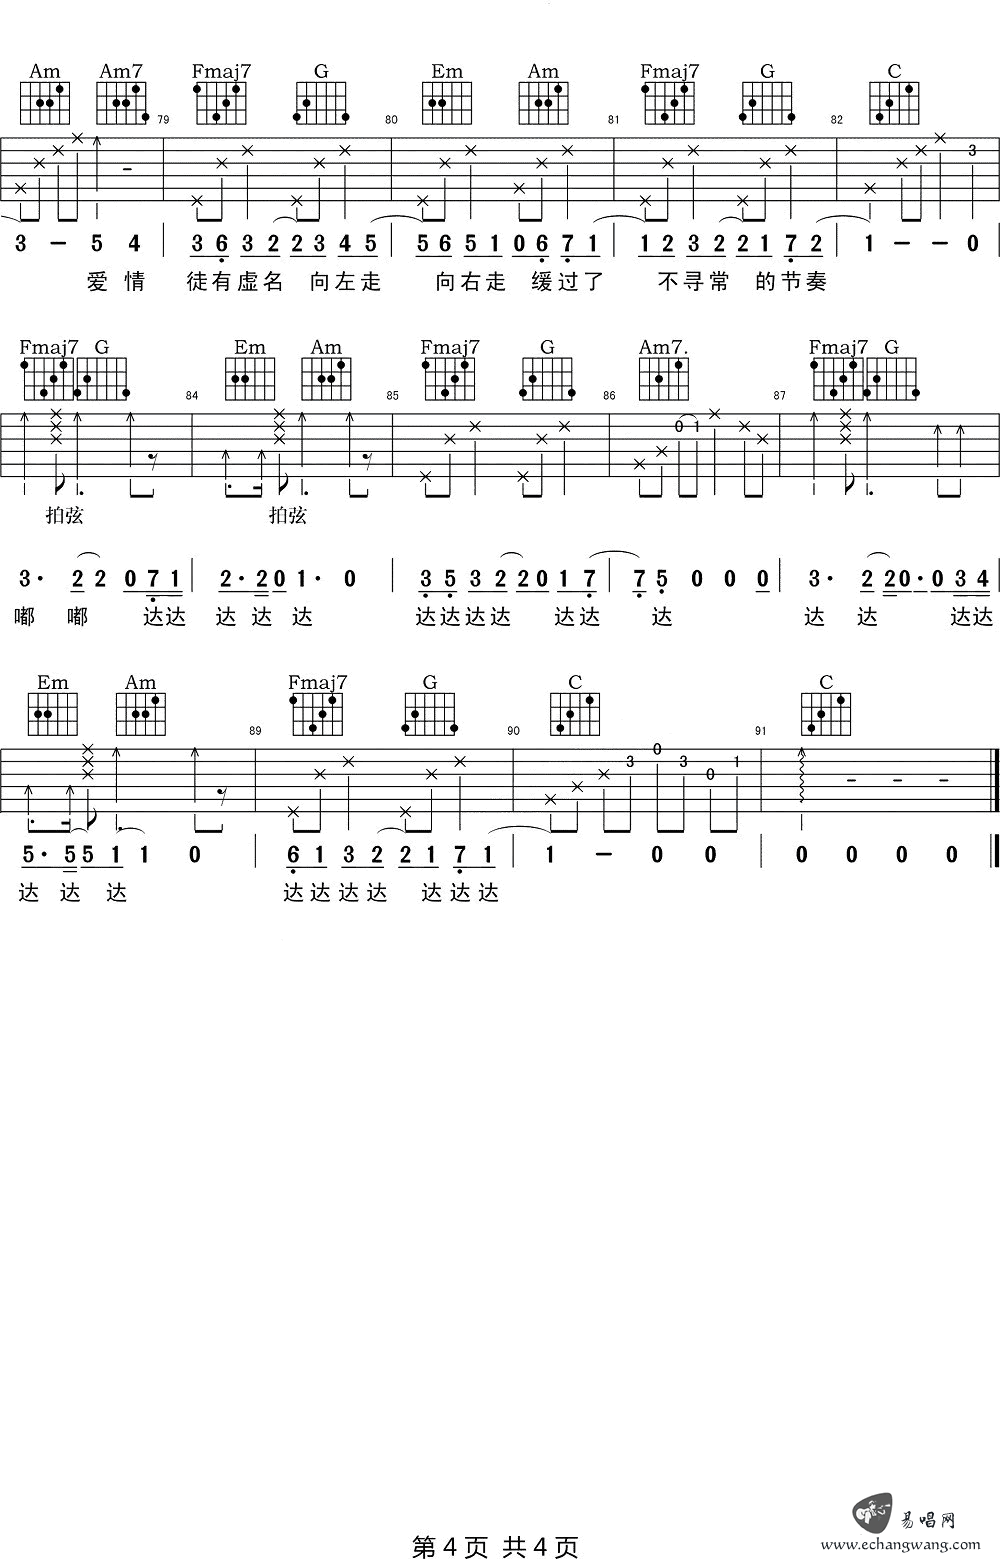 Am Am7 Fmaj7 G Em Am Fmaj7 G C
79 80 81 82
3
3 – 5 4 3 6 3 2 2 3 4 5 5 6 5 1 0 6 7 1 1 2 3 2 2 1 7 2 1 – – 0
爱 情 徒有虚名 向左走 向右走 缓过了 不寻常 的节奏
Fmaj7 G Em Am Fmaj7 G Am7. Fmaj7 G
84 85 86 87
0 1
拍弦 拍弦
3· 2 2 0 7 1 2·2 0 1·0 3 5 3 2 2 0 1 7 7 5 0 0 0 3· 2 2 0·0 3 4
嘟 嘟 达达 达 达 达 达达达达 达达 达 达 达 达达
Em Am Fmaj7 G C C
89 90 91
3 0 3 0 1
5·5 5 1 1 0 6 1 3 2 2 1 7 1 1 – 0 0 0 0 0 0
达 达 达 达达达达 达达达
易唱网
www.echangwang.com
第4页 共4页